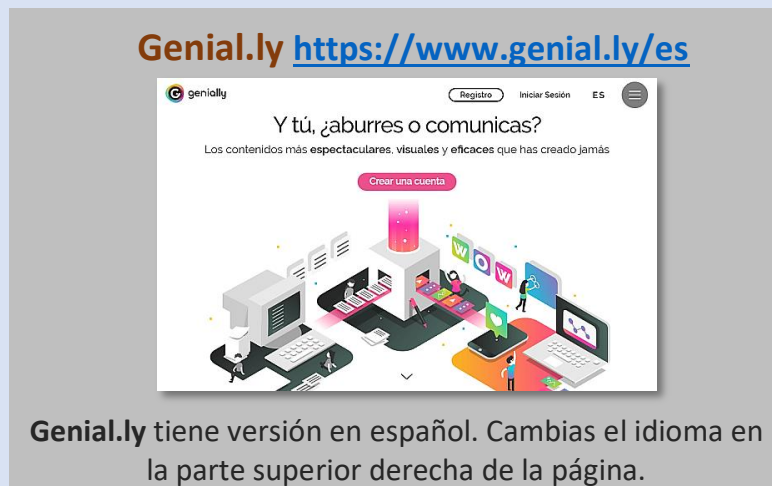 Genial.ly https://www.genial.ly/es
G genially
Registro Iniciar Sesión ES
Y tú, ¿aburres o comunicas?
Los contenidos más espectaculares, visuales y eficaces que has creado jamás
Crear una cuenta
WOW
Genial.ly tiene versión en español. Cambias el idioma en
la parte superior derecha de la página.